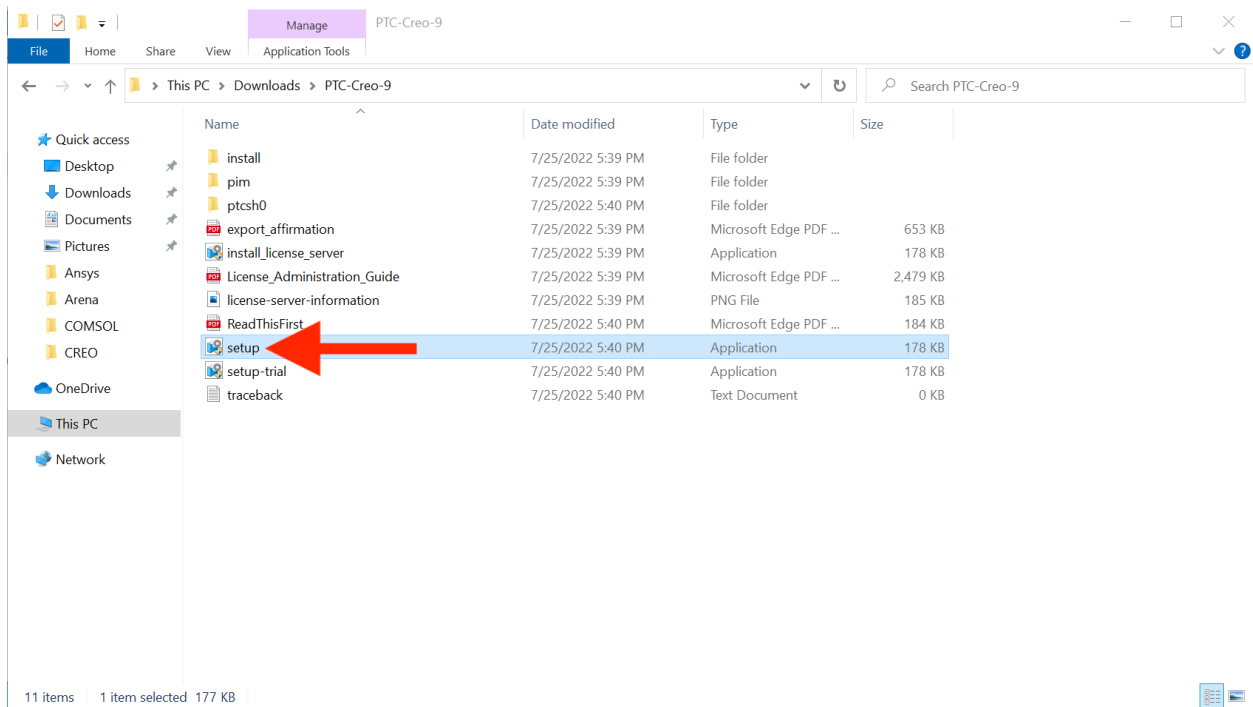 Manage PTC-Creo-9
File Home Share View Application Tools ?
This PC Downloads PTC-Creo-9 Search PTC-Creo-9
Name Date modified Type Size
Quick access
Desktop
Downloads
Documents
Pictures
Ansys
Arena
COMSOL
CREO
OneDrive
This PC
Network
install 7/25/2022 5:39 PM File folder
pim 7/25/2022 5:39 PM File folder
ptcsh0 7/25/2022 5:40 PM File folder
PDF export_affirmation 7/25/2022 5:39 PM Microsoft Edge PDF ... 653 KB
install_license_server 7/25/2022 5:39 PM Application 178 KB
PDF License_Administration_Guide 7/25/2022 5:39 PM Microsoft Edge PDF ... 2,479 KB
license-server-information 7/25/2022 5:39 PM PNG File 185 KB
PDF ReadThisFirst 7/25/2022 5:40 PM Microsoft Edge PDF ... 184 KB
setup 7/25/2022 5:40 PM Application 178 KB
setup-trial 7/25/2022 5:40 PM Application 178 KB
traceback 7/25/2022 5:40 PM Text Document 0 KB
11 items 1 item selected 177 KB